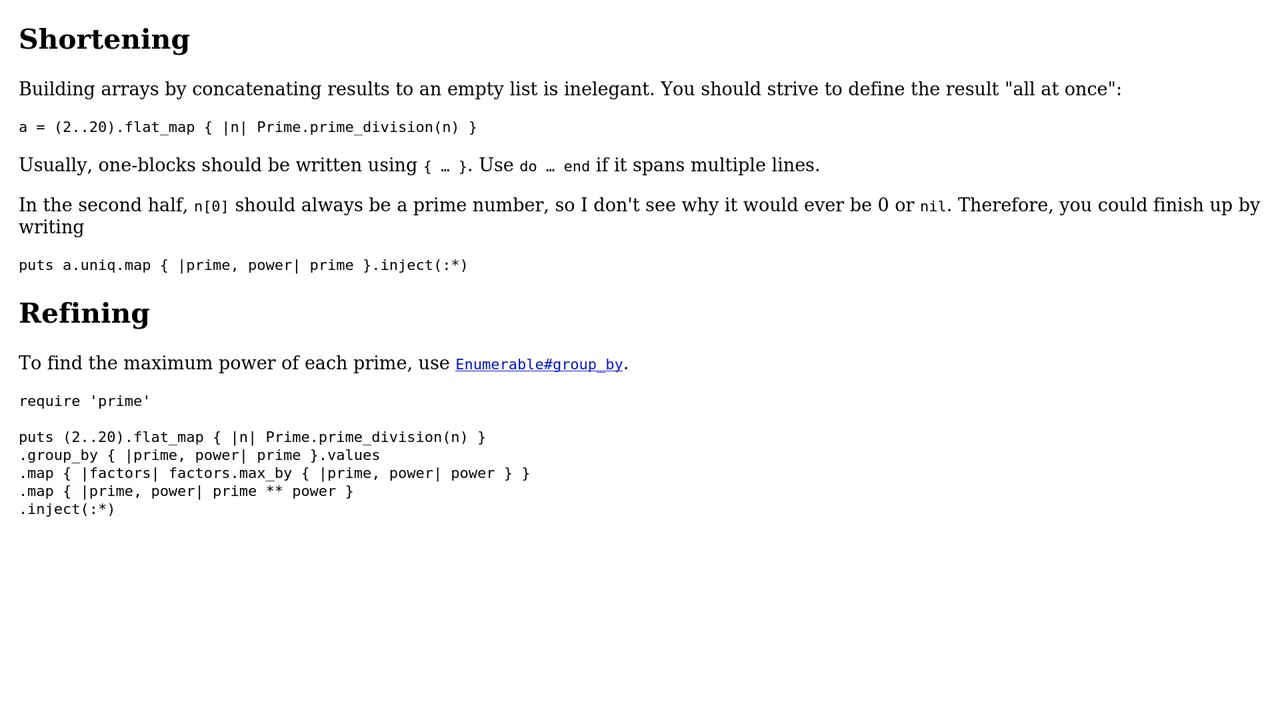 Shortening
Building arrays by concatenating results to an empty list is inelegant. You should strive to define the result "all at once":
a = (2..20).flat_map { |n| Prime.prime_division(n) }
Usually, one-blocks should be written using { … }. Use do … end if it spans multiple lines.
In the second half, n[0] should always be a prime number, so I don't see why it would ever be 0 or nil. Therefore, you could finish up by
writing
puts a.uniq.map { |prime, power| prime }.inject(:*)
Refining
To find the maximum power of each prime, use Enumerable#group_by.
require 'prime'
puts (2..20).flat_map { |n| Prime.prime_division(n) }
.group_by { |prime, power| prime }.values
.map { |factors| factors.max_by { |prime, power| power } }
.map { |prime, power| prime ** power }
.inject(:*)